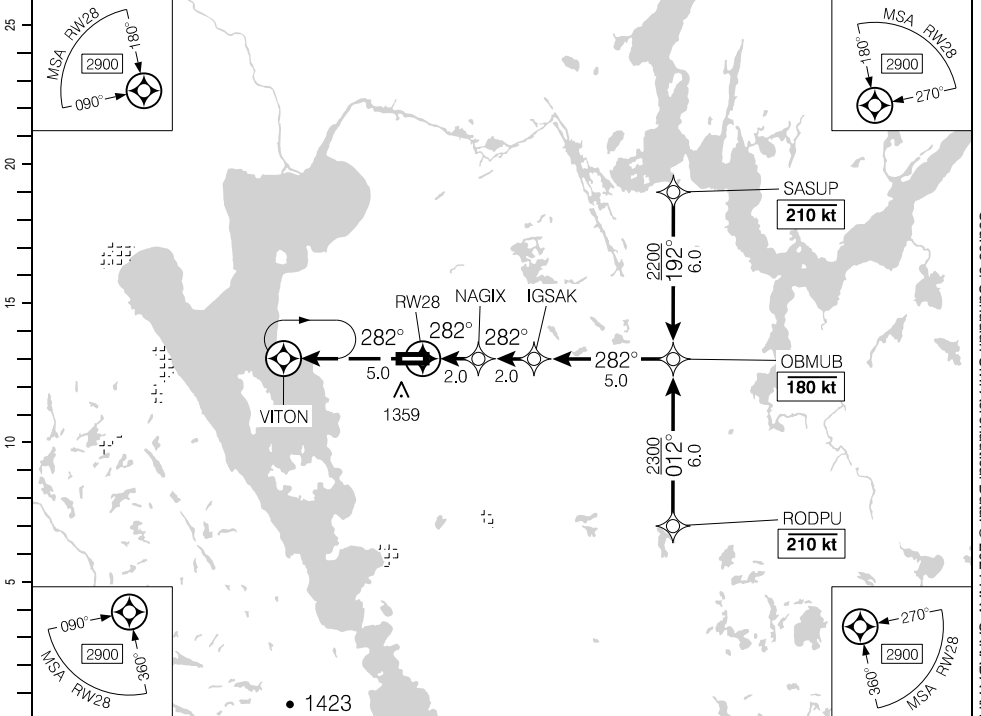 25
20
15
10
5
MSA RW28
180°
2900
090°
MSA RW28
180°
2900
270°
SASUP
210 kt
2200
192°
6.0
RW28
NAGIX
IGSAK
282°
282°
282°
282°
5.0
2.0
2.0
5.0
OBMUB
180 kt
VITON
1359
2300
012°
6.0
RODPU
210 kt
090°
2900
360°
MSA RW28
270°
2900
360°
MSA RW28
1423